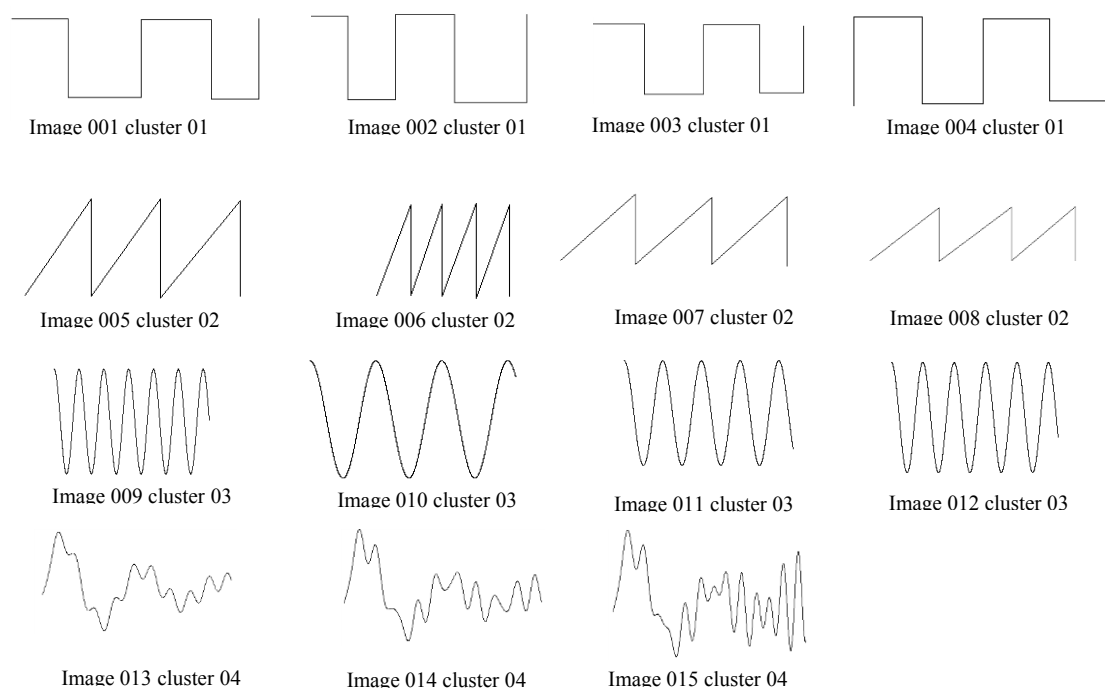 Image 001 cluster 01
Image 002 cluster 01
Image 003 cluster 01
Image 004 cluster 01
Image 005 cluster 02
Image 006 cluster 02
Image 007 cluster 02
Image 008 cluster 02
Image 009 cluster 03
Image 010 cluster 03
Image 011 cluster 03
Image 012 cluster 03
Image 013 cluster 04
Image 014 cluster 04
Image 015 cluster 04